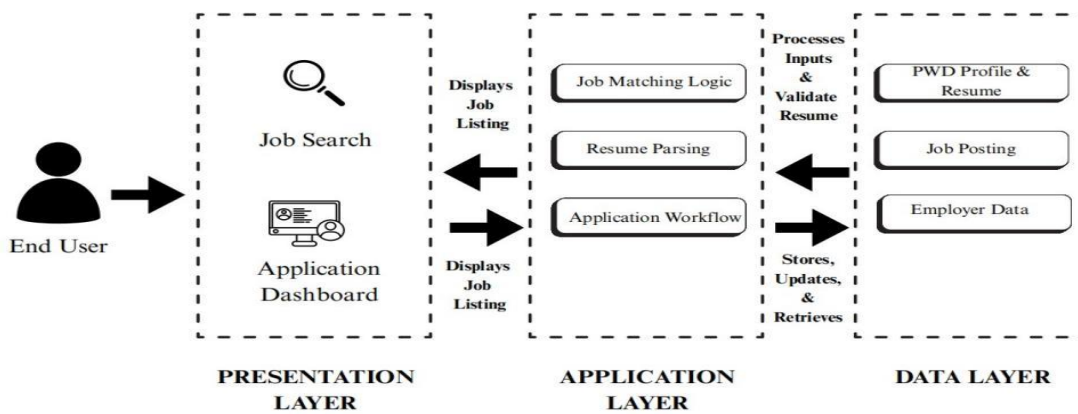 End User
Job Search
Application
Dashboard
PRESENTATION
LAYER
Displays
Job
Listing
Displays
Job
Listing
Job Matching Logic
Resume Parsing
Application Workflow
APPLICATION
LAYER
Processes
Inputs
&
Validate
Resume
Stores,
Updates,
&
Retrieves
PWD Profile &
Resume
Job Posting
Employer Data
DATA LAYER